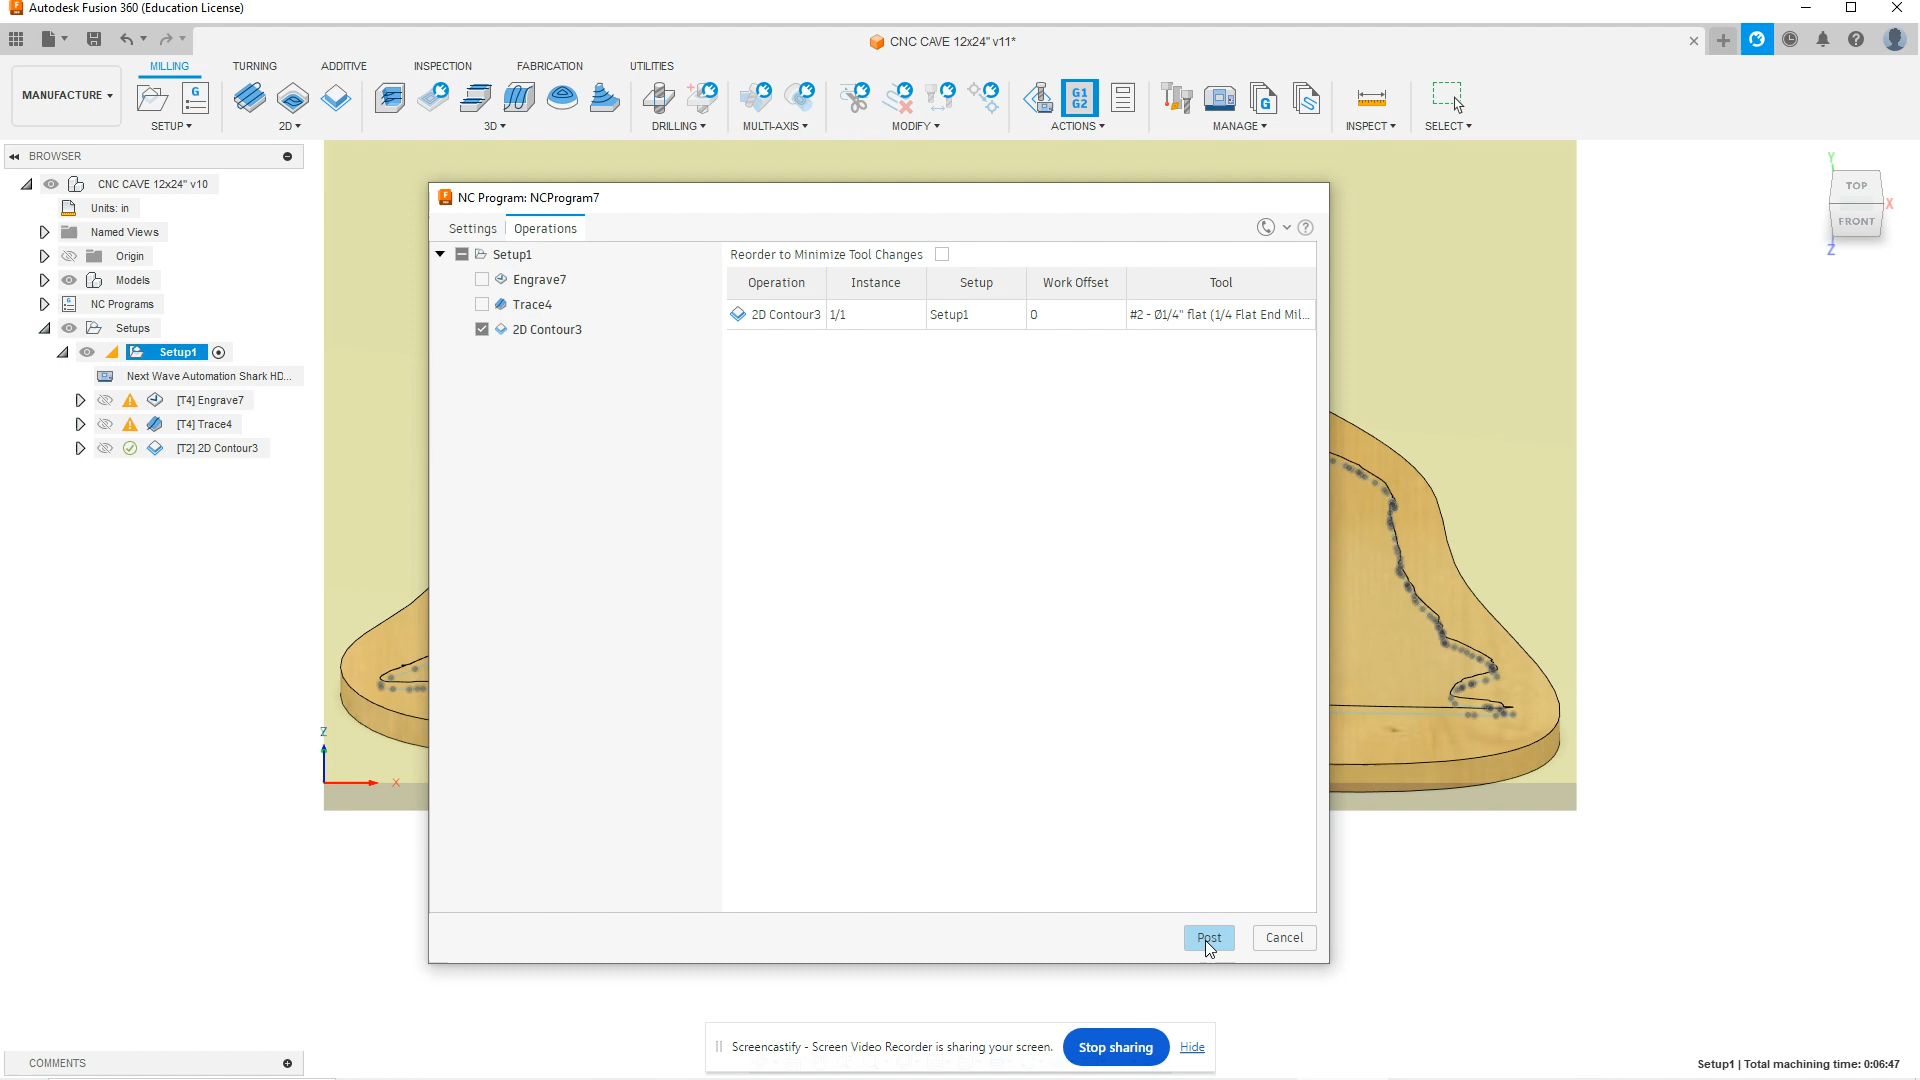 Autodesk Fusion 360 (Education License)
CNC CAVE 12x24" v11*
MILLING TURNING ADDITIVE INSPECTION FABRICATION UTILITIES
MANUFACTURE
G G1 G2 G S
SETUP 2D 3D DRILLING MULTI-AXIS MODIFY ACTIONS MANAGE INSPECT SELECT
BROWSER
CNC CAVE 12x24" v10
Units: in
Named Views
Origin
Models
NC Programs
Setups
Setup1
Next Wave Automation Shark HD...
[T4] Engrave7
[T4] Trace4
[T2] 2D Contour3
NC Program: NCProgram7
Settings Operations
Setup1
Engrave7
Trace4
2D Contour3
Reorder to Minimize Tool Changes
Operation Instance Setup Work Offset Tool
2D Contour3 1/1 Setup1 0 #2 - Ø1/4" flat (1/4 Flat End Mil...
Post Cancel
Y
TOP
X
FRONT
Z
Z
X
Screencastify - Screen Video Recorder is sharing your screen. Stop sharing Hide
COMMENTS
Setup1 | Total machining time: 0:06:47